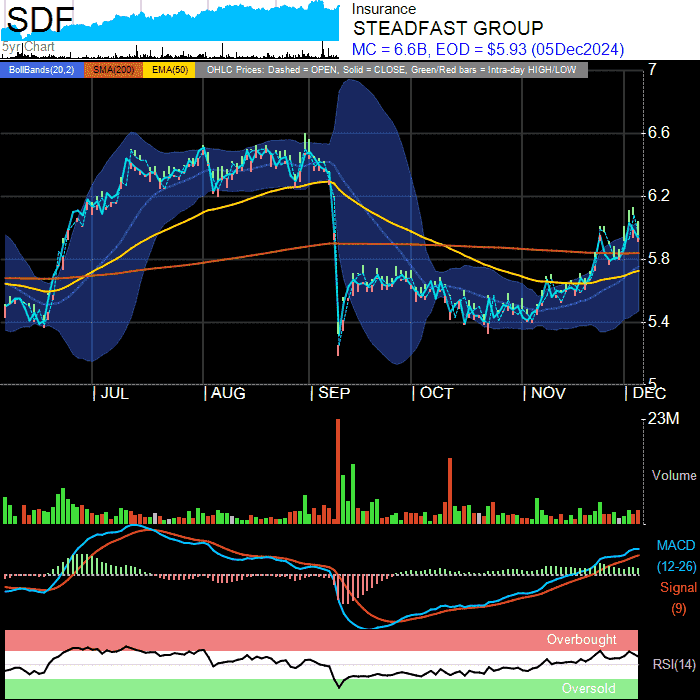 SDF
5yr Chart
Insurance
STEADFAST GROUP
MC = 6.6B, EOD = $5.93 (05Dec2024)
BollBands(20,2) SMA(200) EMA(50) OHLC Prices: Dashed = OPEN, Solid = CLOSE, Green/Red bars = Intra-day HIGH/LOW
7
6.6
6.2
5.8
5.4
5
| JUL | AUG | SEP | OCT | NOV | DEC
23M
Volume
MACD
(12-26)
Signal
(9)
Overbought
RSI(14)
Oversold